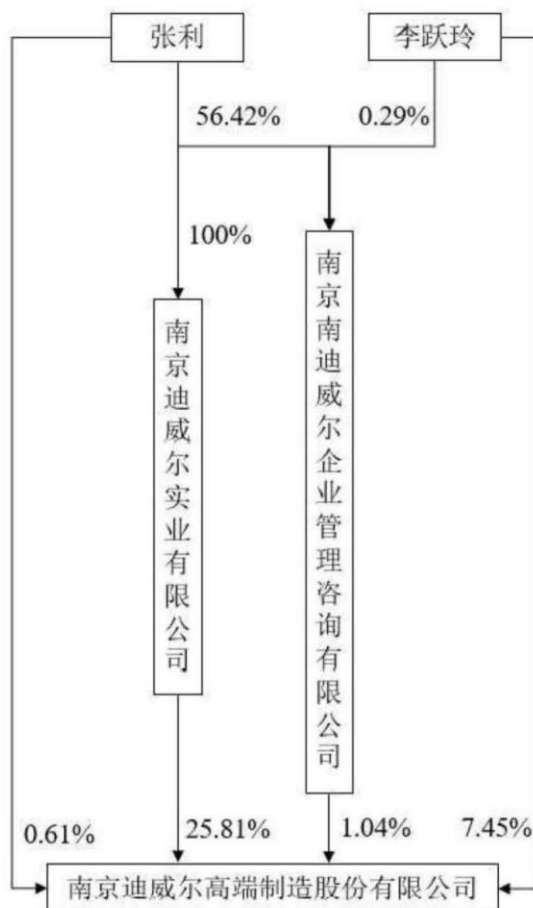 张利
李跃玲
56.42%
0.29%
100%
南京迪威尔实业有限公司
南京南迪威尔企业管理咨询有限公司
0.61%
25.81%
1.04%
7.45%
南京迪威尔高端制造股份有限公司